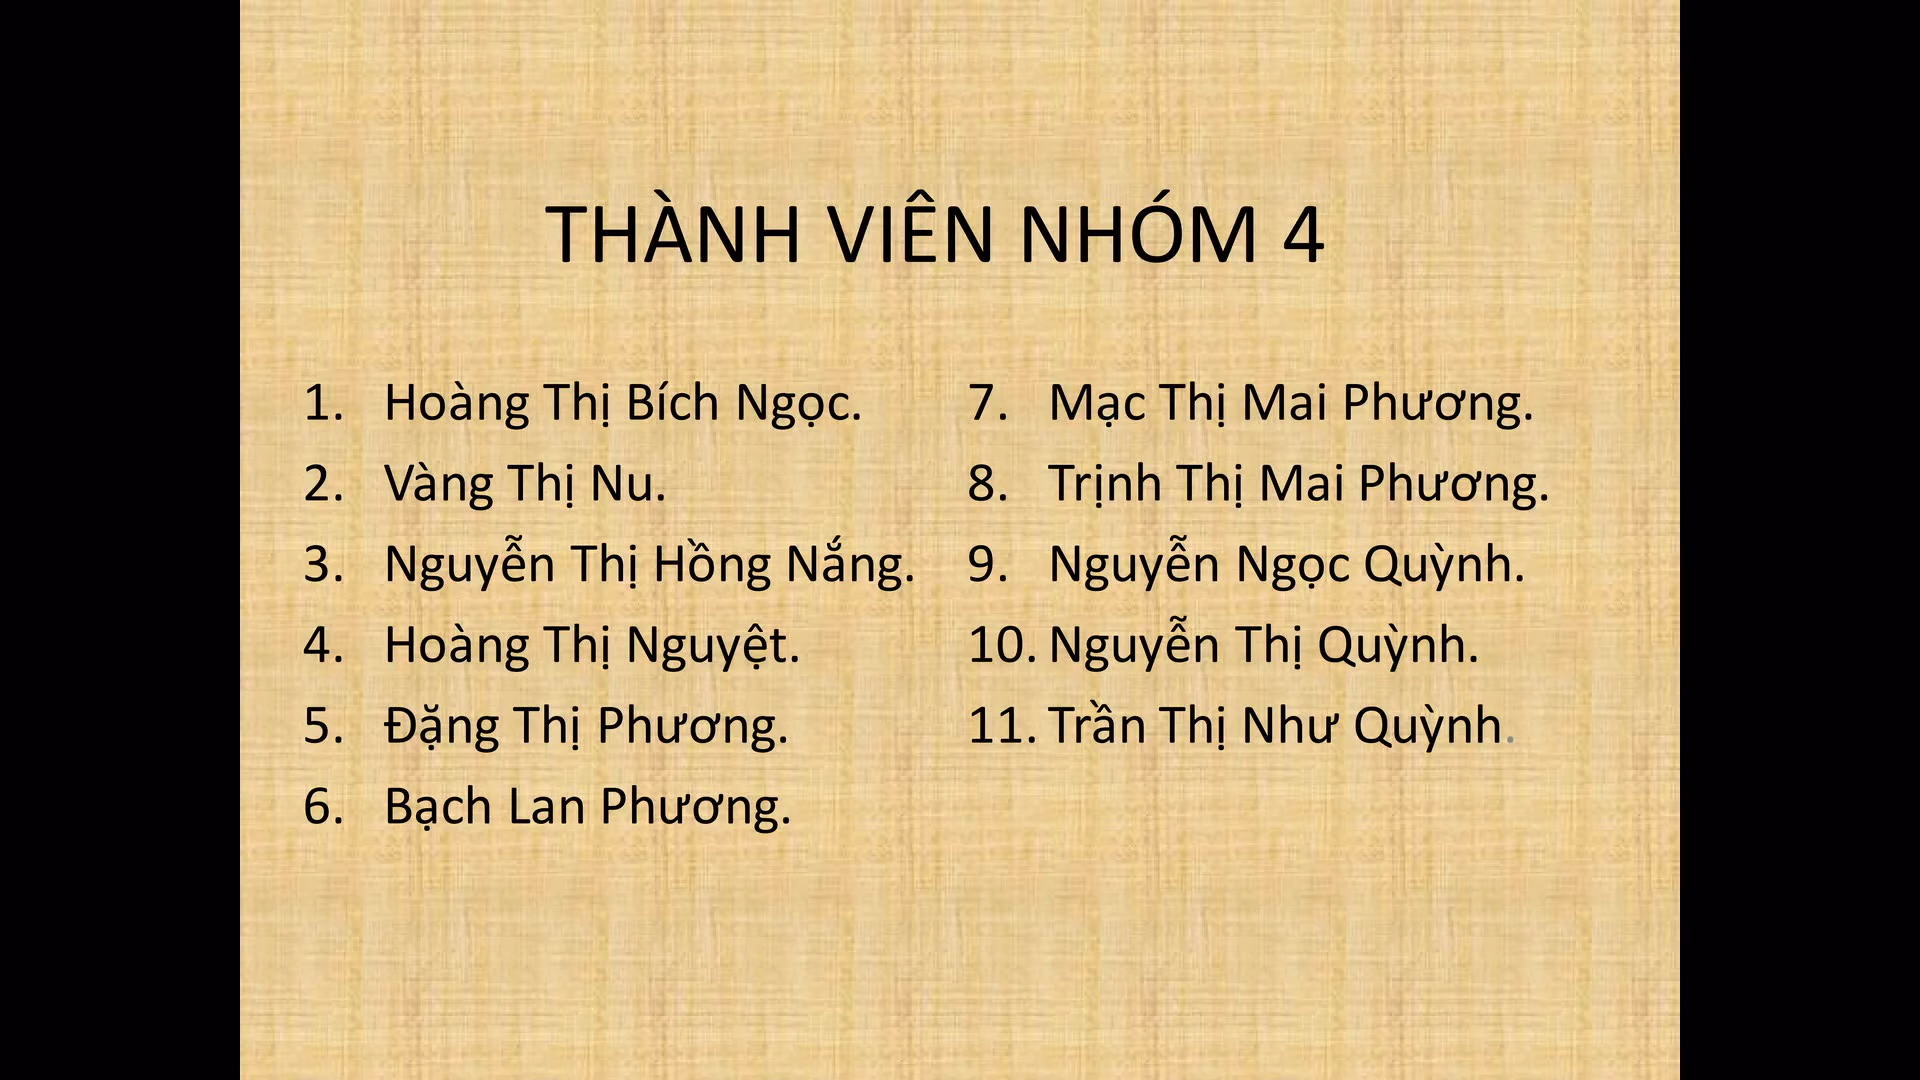 THÀNH VIÊN NHÓM 4
1. Hoàng Thị Bích Ngọc.
2. Vàng Thị Nu.
3. Nguyễn Thị Hồng Nắng.
4. Hoàng Thị Nguyệt.
5. Đặng Thị Phương.
6. Bạch Lan Phương.
7. Mạc Thị Mai Phương.
8. Trịnh Thị Mai Phương.
9. Nguyễn Ngọc Quỳnh.
10. Nguyễn Thị Quỳnh.
11. Trần Thị Như Quỳnh.